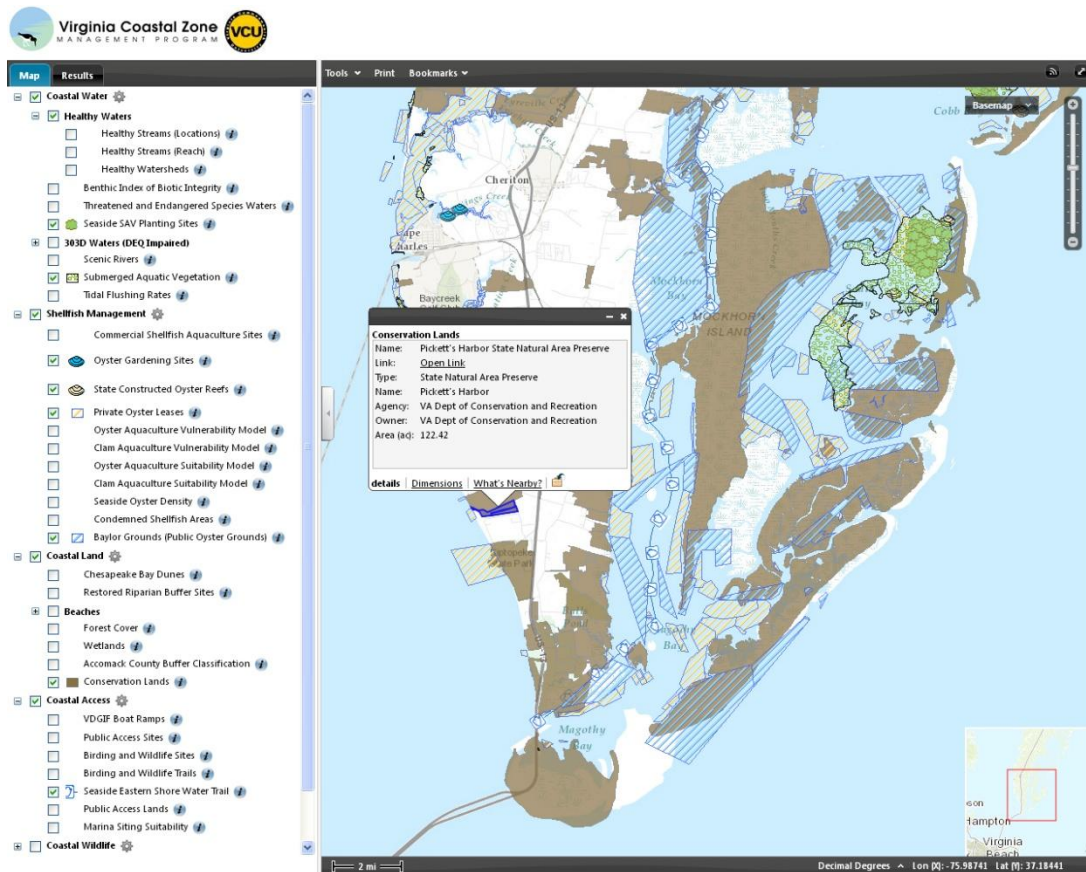 Virginia Coastal Zone
MANAGEMENT PROGRAM
VCU
Map Results
Tools Print Bookmarks
Coastal Water
Healthy Waters
Healthy Streams (Locations)
Healthy Streams (Reach)
Healthy Watersheds
Benthic Index of Biotic Integrity
Threatened and Endangered Species Waters
Seaside SAV Planting Sites
303D Waters (DEQ Impaired)
Scenic Rivers
Submerged Aquatic Vegetation
Tidal Flushing Rates
Shellfish Management
Commercial Shellfish Aquaculture Sites
Oyster Gardening Sites
State Constructed Oyster Reefs
Private Oyster Leases
Oyster Aquaculture Vulnerability Model
Clam Aquaculture Vulnerability Model
Oyster Aquaculture Suitability Model
Clam Aquaculture Suitability Model
Seaside Oyster Density
Condemned Shellfish Areas
Baylor Grounds (Public Oyster Grounds)
Coastal Land
Chesapeake Bay Dunes
Restored Riparian Buffer Sites
Beaches
Forest Cover
Wetlands
Accomack County Buffer Classification
Conservation Lands
Coastal Access
VDGIF Boat Ramps
Public Access Sites
Birding and Wildlife Sites
Birding and Wildlife Trails
Seaside Eastern Shore Water Trail
Public Access Lands
Marina Siting Suitability
Coastal Wildlife
Basemap
Cobb
Cheriton
Cape
Charles
Baycreek
Mockhorn
Bay
MOCKHORN
ISLAND
Conservation Lands
Name: Pickett's Harbor State Natural Area Preserve
Link: Open Link
Type: State Natural Area Preserve
Name: Pickett's Harbor
Agency: VA Dept of Conservation and Recreation
Owner: VA Dept of Conservation and Recreation
Area (ac): 122.42
details Dimensions What's Nearby?
State Park
Pond
Bay
Magothy
Bay
Hampton
Virginia
Beach
2 mi
Decimal Degrees Lon (X): -75.98741 Lat (Y): 37.18441